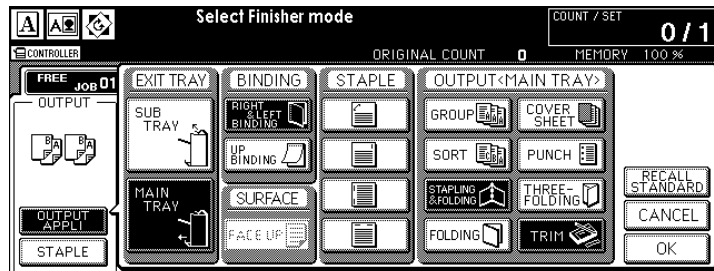 Select Finisher mode
COUNT / SET
0 / 1
CONTROLLER
ORIGINAL COUNT 0 MEMORY 100 %
FREE JOB 01
OUTPUT
OUTPUT APPLI
STAPLE
EXIT TRAY
SUB TRAY
MAIN TRAY
BINDING
RIGHT &LEFT BINDING
UP BINDING
SURFACE
FACE UP
STAPLE
OUTPUT<MAIN TRAY>
GROUP
COVER SHEET
SORT
PUNCH
STAPLING &FOLDING
THREE-FOLDING
FOLDING
TRIM
RECALL STANDARD
CANCEL
OK